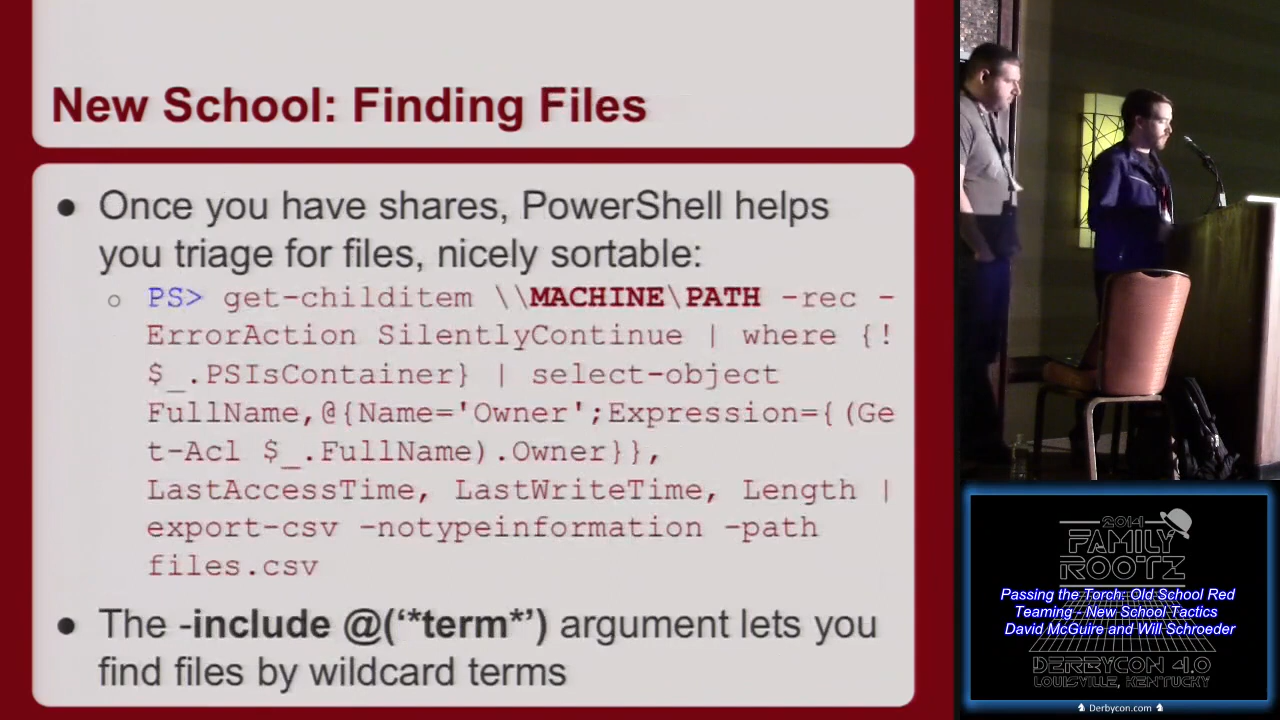 New School: Finding Files
● Once you have shares, PowerShell helps
you triage for files, nicely sortable:
○ PS> get-childitem \\MACHINE\PATH -rec -
ErrorAction SilentlyContinue | where {!
$_.PSIsContainer} | select-object
FullName,@{Name='Owner';Expression={(Ge
t-Acl $_.FullName).Owner}},
LastAccessTime, LastWriteTime, Length |
export-csv -notypeinformation -path
files.csv
● The -include @(‘*term*’) argument lets you
find files by wildcard terms
2014
FAMILY
ROOTZ
Passing the Torch: Old School Red
Teaming - New School Tactics
David McGuire and Will Schroeder
DERBYCON 4.0
LOUISVILLE, KENTUCKY
Derbycon.com